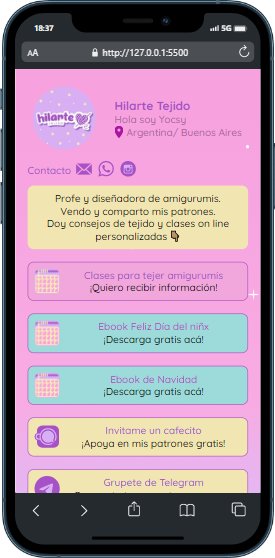 18:37
5G
AA
http://127.0.0.1:5500
hilarte
Hilarte Tejido
Hola soy Yocsy
Argentina/ Buenos Aires
Contacto
Profe y diseñadora de amigurumis.
Vendo y comparto mis patrones.
Doy consejos de tejido y clases on line
personalizadas
Clases para tejer amigurumis
¡Quiero recibir información!
Ebook Feliz Día del niñx
¡Descarga gratis acá!
Ebook de Navidad
¡Descarga gratis acá!
Invitame un cafecito
¡Apoya en mis patrones gratis!
Grupete de Telegram